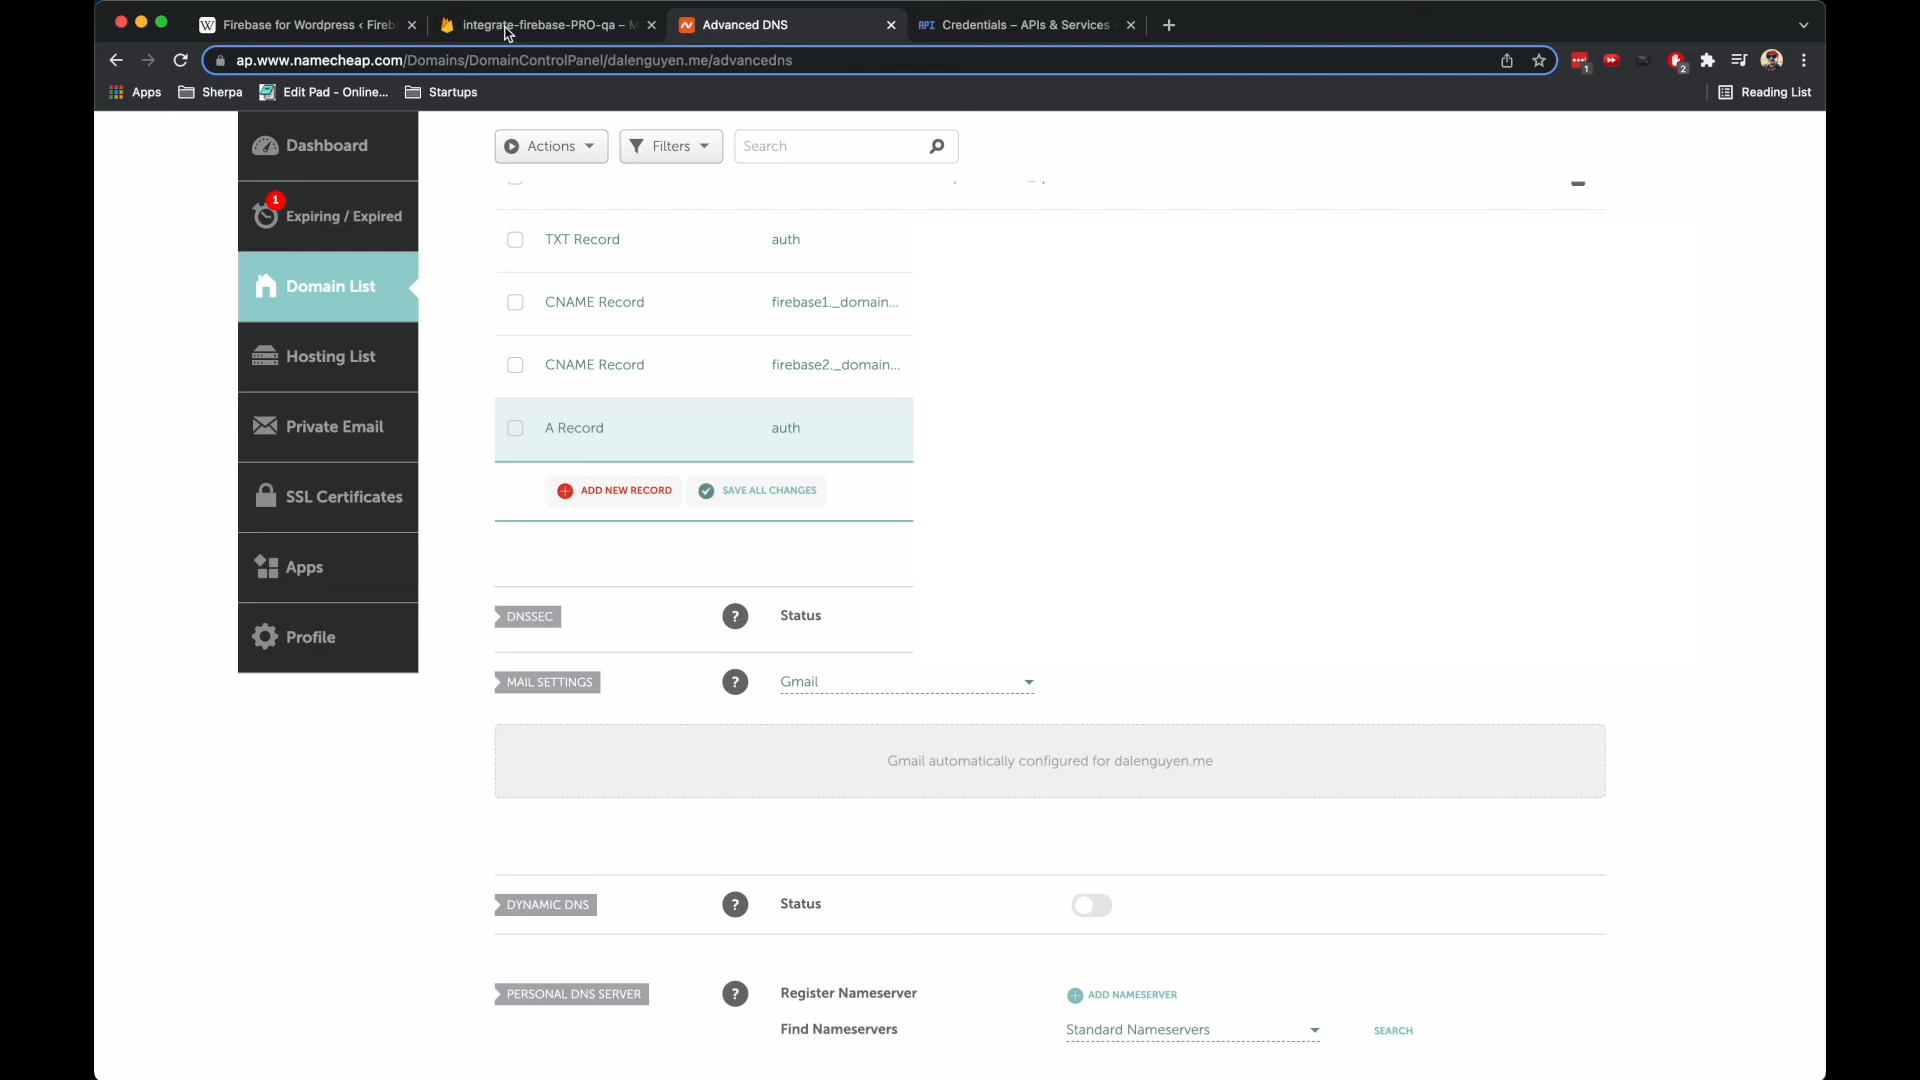 Firebase for Wordpress ‹ Fireb
integrate-firebase-PRO-qa –
Advanced DNS
API Credentials – APIs & Services
ap.www.namecheap.com/Domains/DomainControlPanel/dalenguyen.me/advancedns
1
2
Apps
Sherpa
Edit Pad - Online...
Startups
Reading List
Dashboard
Actions
Filters
Search
1
Expiring / Expired
TXT Record auth
Domain List
CNAME Record firebase1._domain...
Hosting List
CNAME Record firebase2._domain...
Private Email
A Record auth
SSL Certificates
ADD NEW RECORD
SAVE ALL CHANGES
Apps
DNSSEC ? Status
Profile
MAIL SETTINGS ? Gmail
Gmail automatically configured for dalenguyen.me
DYNAMIC DNS ? Status
PERSONAL DNS SERVER ? Register Nameserver ADD NAMESERVER
Find Nameservers Standard Nameservers SEARCH